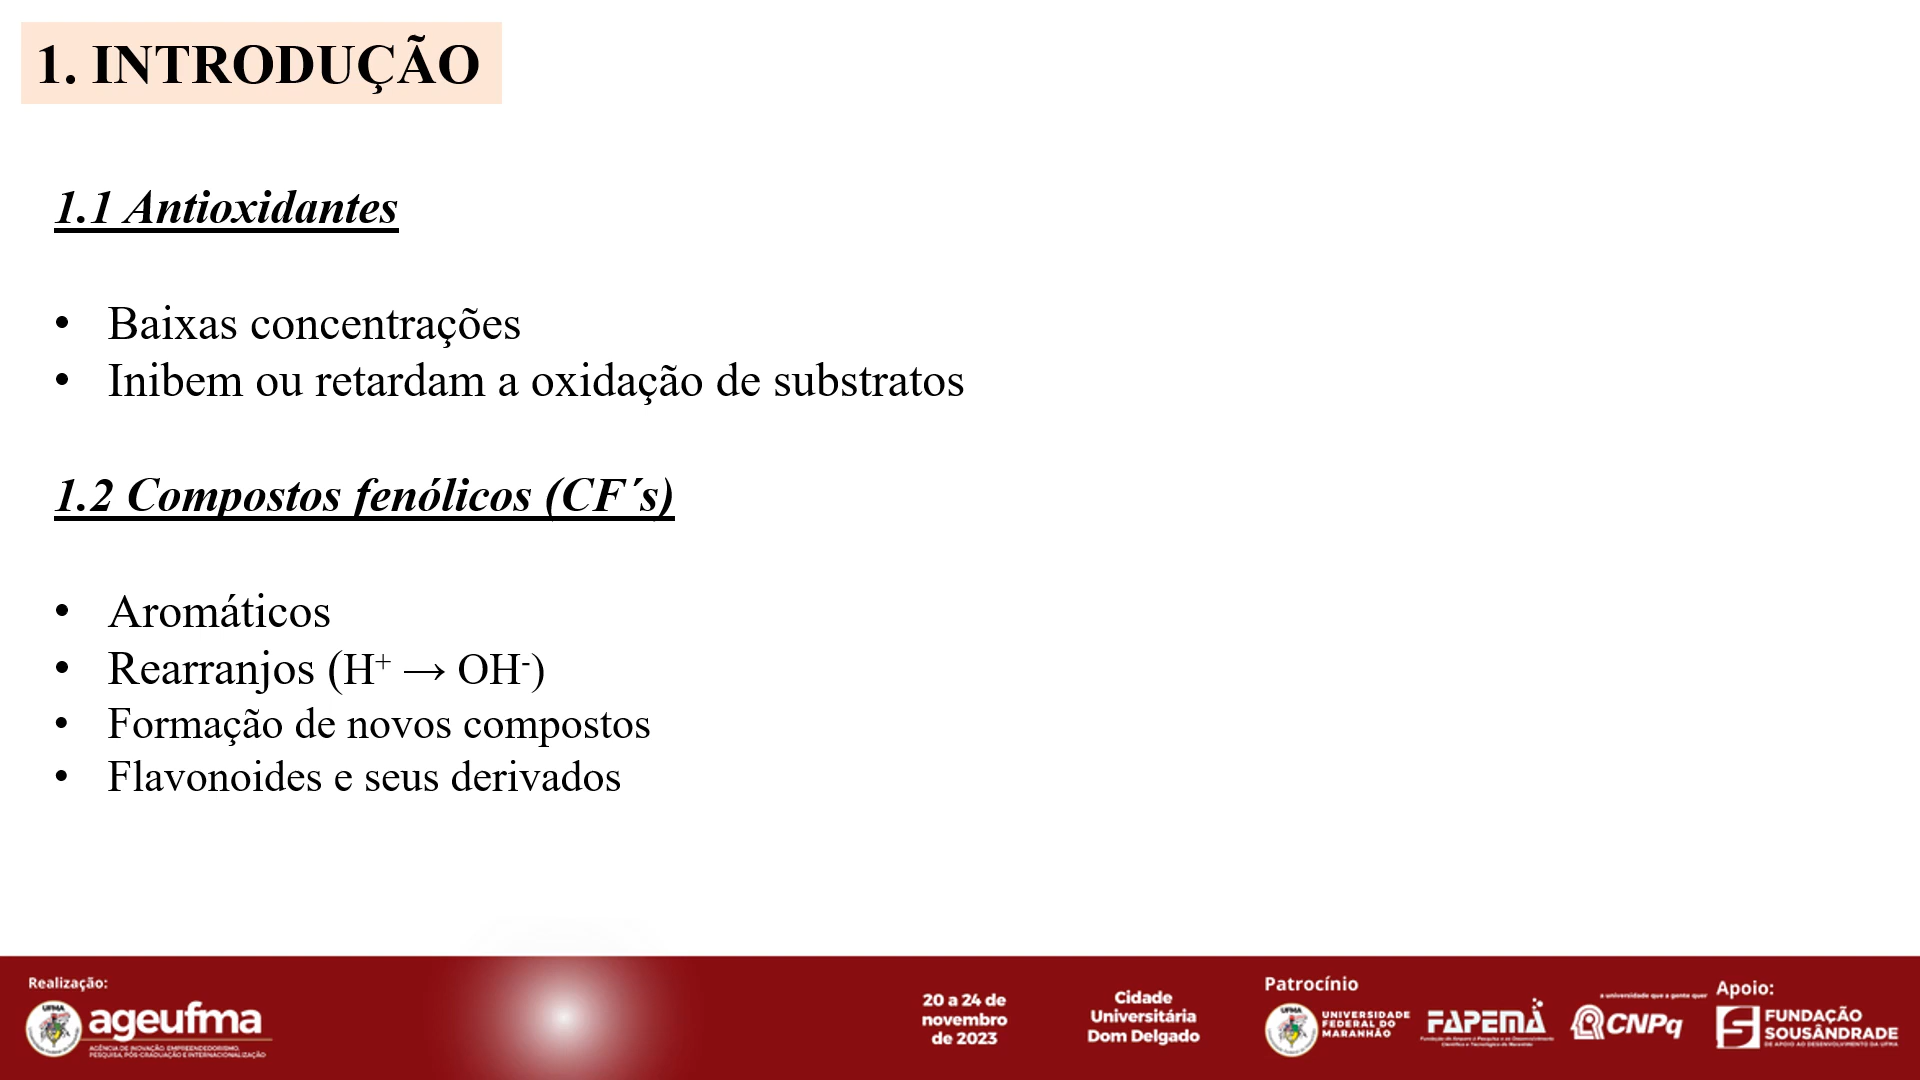 1. INTRODUÇÃO
1.1 Antioxidantes
• Baixas concentrações
• Inibem ou retardam a oxidação de substratos
1.2 Compostos fenólicos (CF´s)
• Aromáticos
• Rearranjos (H⁺ → OH⁻)
• Formação de novos compostos
• Flavonoides e seus derivados
Realização:
UFMA
ageufma
AGÊNCIA DE INOVAÇÃO, EMPREENDEDORISMO,
PESQUISA, PÓS-GRADUAÇÃO E INTERNACIONALIZAÇÃO
20 a 24 de
novembro
de 2023
Cidade
Universitária
Dom Delgado
Patrocínio
UFMA
UNIVERSIDADE
FEDERAL DO
MARANHÃO
FAPEMA
Fundação de Amparo à Pesquisa e ao Desenvolvimento
Científico e Tecnológico do Maranhão
a universidade que a gente quer
CNPq
Apoio:
FUNDAÇÃO
SOUSÂNDRADE
DE APOIO AO DESENVOLVIMENTO DA UFMA